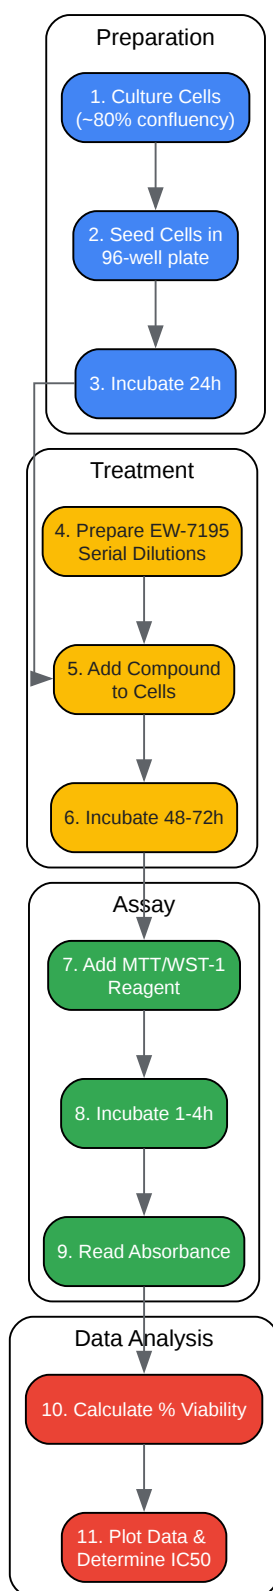 Preparation
1. Culture Cells
(~80% confluency)
2. Seed Cells in
96-well plate
3. Incubate 24h
Treatment
4. Prepare EW-7195
Serial Dilutions
5. Add Compound
to Cells
6. Incubate 48-72h
Assay
7. Add MTT/WST-1
Reagent
8. Incubate 1-4h
9. Read Absorbance
Data Analysis
10. Calculate % Viability
11. Plot Data &
Determine IC50